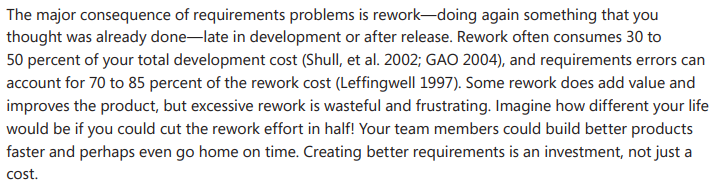 The major consequence of requirements problems is rework—doing again something that you
thought was already done—late in development or after release. Rework often consumes 30 to
50 percent of your total development cost (Shull, et al. 2002; GAO 2004), and requirements errors can
account for 70 to 85 percent of the rework cost (Leffingwell 1997). Some rework does add value and
improves the product, but excessive rework is wasteful and frustrating. Imagine how different your life
would be if you could cut the rework effort in half! Your team members could build better products
faster and perhaps even go home on time. Creating better requirements is an investment, not just a
cost.